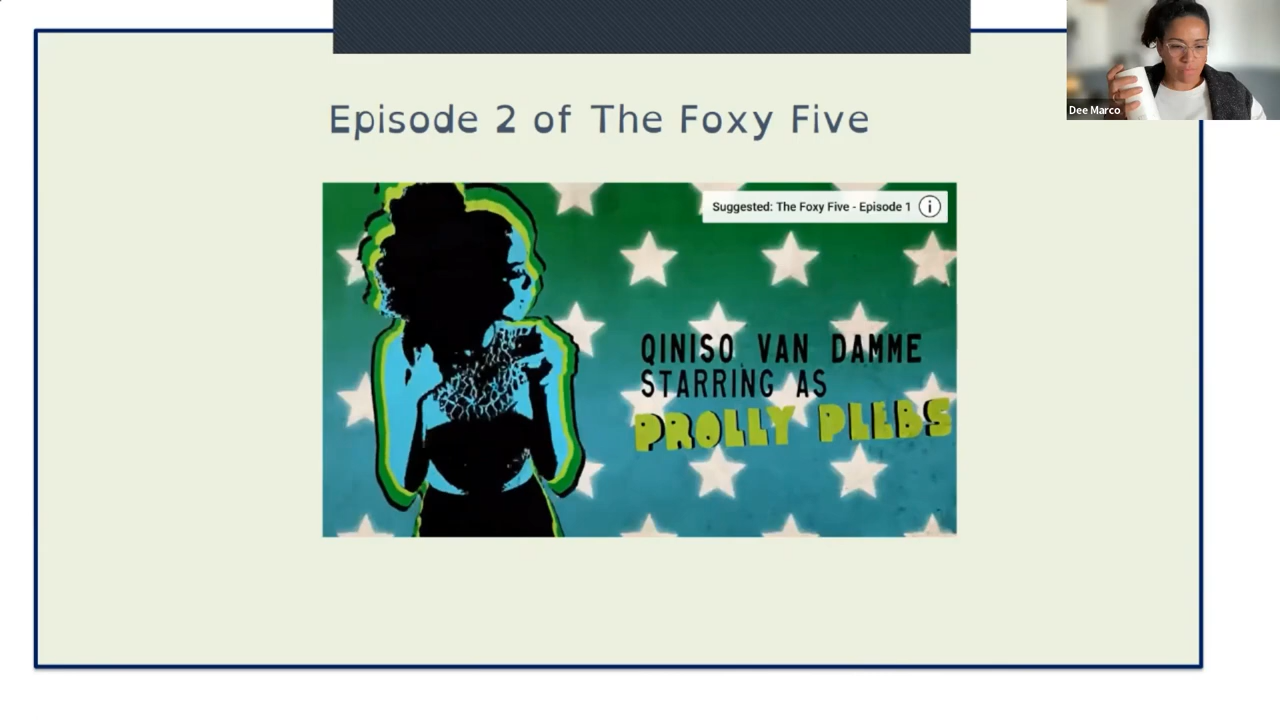 Episode 2 of The Foxy Five
Suggested: The Foxy Five - Episode 1
QINISO VAN DAMME
STARRING AS
PROLLY PLEBS
Dee Marco